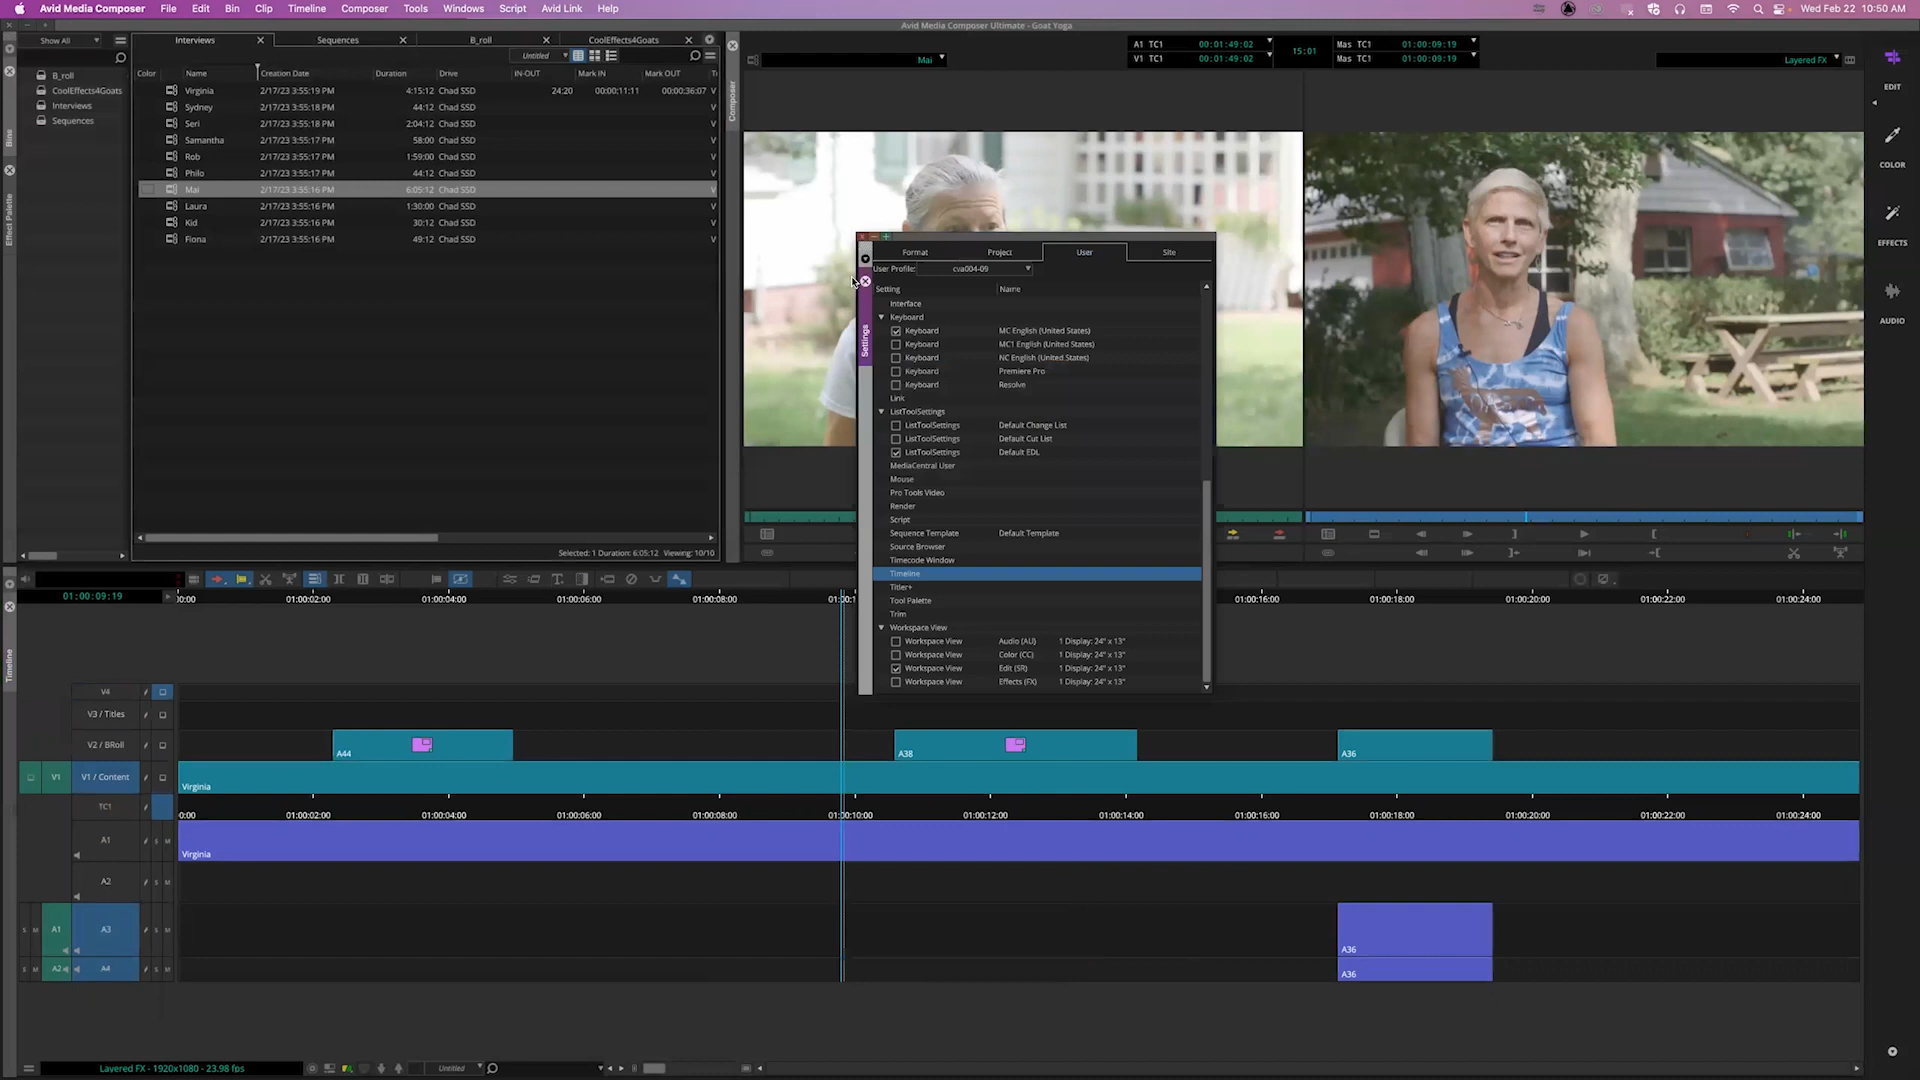 Avid Media Composer File Edit Bin Clip Timeline Composer Tools Windows Script Avid Link Help Wed Feb 22 10:50 AM
Avid Media Composer Ultimate - Goat Yoga
Show All
Bins
Effect Palette
B_roll
CoolEffects4Goats
Interviews
Sequences
Interviews Sequences B_roll CoolEffects4Goats
Untitled
Color Name Creation Date Duration Drive IN-OUT Mark IN Mark OUT
Virginia 2/17/23 3:55:19 PM 4:15:12 Chad SSD 24:20 00:00:11:11 00:00:36:07 V
Sydney 2/17/23 3:55:18 PM 44:12 Chad SSD V
Seri 2/17/23 3:55:18 PM 2:04:12 Chad SSD V
Samantha 2/17/23 3:55:17 PM 58:00 Chad SSD V
Rob 2/17/23 3:55:17 PM 1:59:00 Chad SSD V
Philo 2/17/23 3:55:17 PM 44:12 Chad SSD V
Mai 2/17/23 3:55:16 PM 6:05:12 Chad SSD V
Laura 2/17/23 3:55:16 PM 1:30:00 Chad SSD V
Kid 2/17/23 3:55:16 PM 30:12 Chad SSD V
Fiona 2/17/23 3:55:16 PM 49:12 Chad SSD V
Selected: 1 Duration: 6:05:12 Viewing: 10/10
Composer
Mai
A1 TC1 00:01:49:02
V1 TC1 00:01:49:02
15:01
Mas TC1 01:00:09:19
Mas TC1 01:00:09:19
Layered FX
EDIT
COLOR
EFFECTS
AUDIO
Settings
Format Project User Site
User Profile: cva004-09
Setting Name
Interface
Keyboard
Keyboard MC English (United States)
Keyboard MC1 English (United States)
Keyboard NC English (United States)
Keyboard Premiere Pro
Keyboard Resolve
Link
ListToolSettings
ListToolSettings Default Change List
ListToolSettings Default Cut List
ListToolSettings Default EDL
MediaCentral User
Mouse
Pro Tools Video
Render
Script
Sequence Template Default Template
Source Browser
Timecode Window
Timeline
Titler+
Tool Palette
Trim
Workspace View
Workspace View Audio (AU) 1 Display: 24" x 13"
Workspace View Color (CC) 1 Display: 24" x 13"
Workspace View Edit (SR) 1 Display: 24" x 13"
Workspace View Effects (FX) 1 Display: 24" x 13"
Timeline
01:00:09:19
0:00 01:00:02:00 01:00:04:00 01:00:06:00 01:00:08:00 01:00:1 01:00:16:00 01:00:18:00 01:00:20:00 01:00:22:00 01:00:24:00
V4
V3 / Titles
V2 / BRoll A44 A38 A36
V1 V1 / Content Virginia
TC1 0:00 01:00:02:00 01:00:04:00 01:00:06:00 01:00:08:00 01:00:10:00 01:00:12:00 01:00:14:00 01:00:16:00 01:00:18:00 01:00:20:00 01:00:22:00 01:00:24:00
A1 S M Virginia
A2 S M
S M A1 A3 S M A36
S M A2 A4 S M A36
Layered FX - 1920x1080 - 23.98 fps Untitled